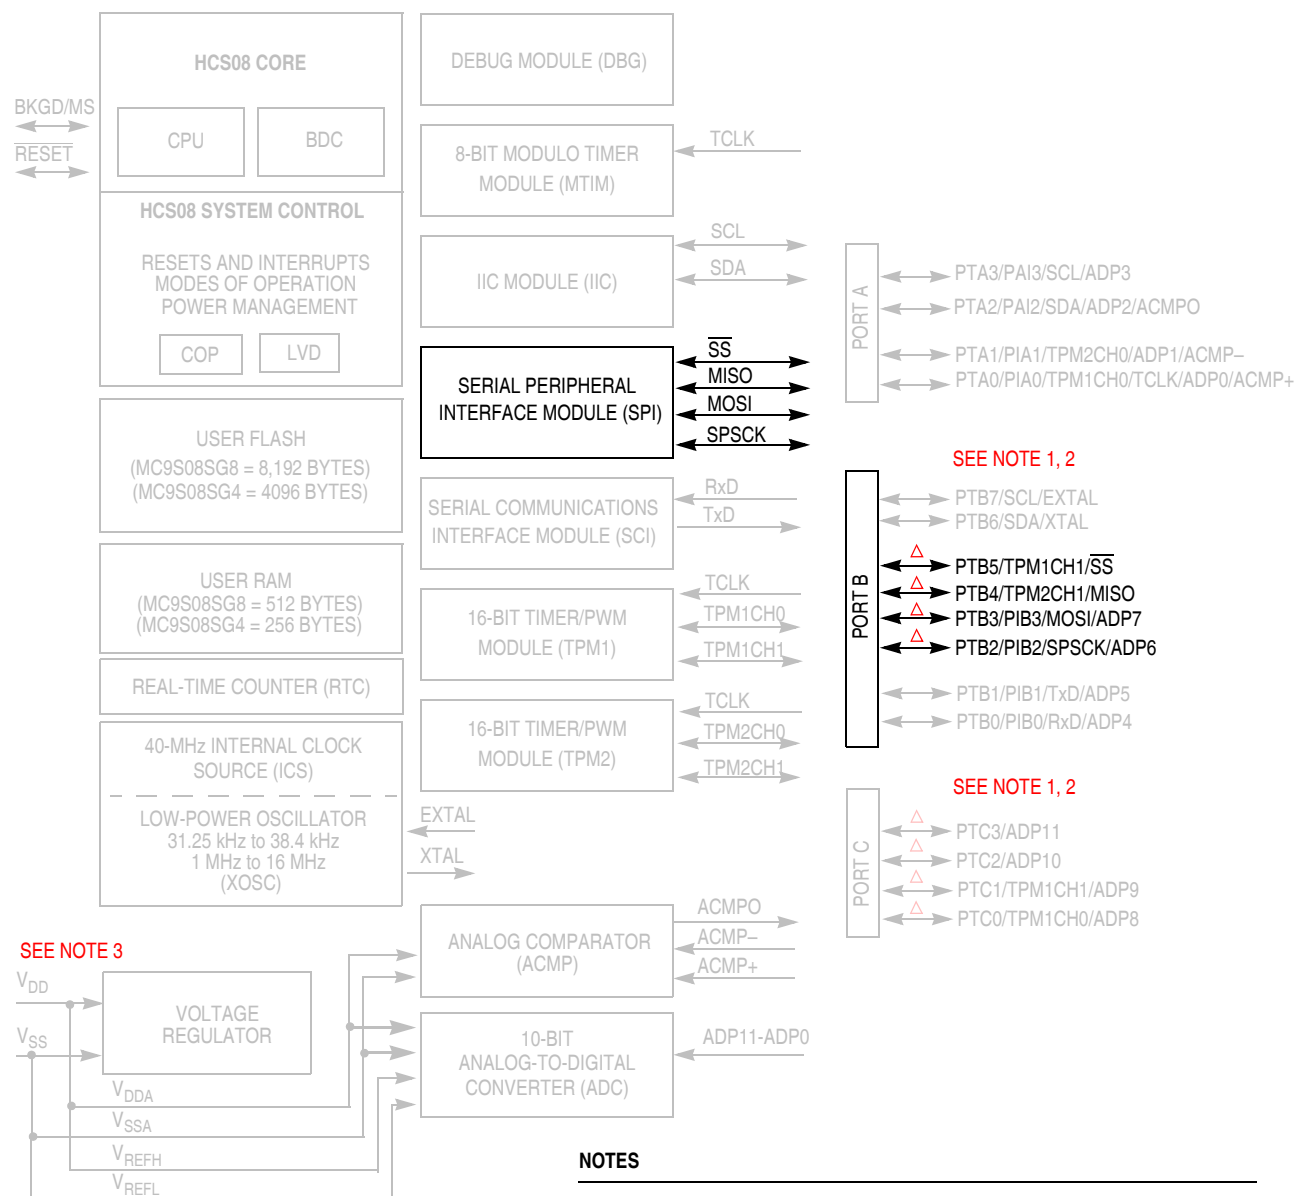 HCS08 CORE
BKGD/MS
RESET
CPU
BDC
HCS08 SYSTEM CONTROL
RESETS AND INTERRUPTS
MODES OF OPERATION
POWER MANAGEMENT
COP
LVD
USER FLASH
(MC9S08SG8 = 8,192 BYTES)
(MC9S08SG4 = 4096 BYTES)
USER RAM
(MC9S08SG8 = 512 BYTES)
(MC9S08SG4 = 256 BYTES)
REAL-TIME COUNTER (RTC)
40-MHz INTERNAL CLOCK
SOURCE (ICS)
LOW-POWER OSCILLATOR
31.25 kHz to 38.4 kHz
1 MHz to 16 MHz
(XOSC)
EXTAL
XTAL
SEE NOTE 3
VDD
VSS
VOLTAGE
REGULATOR
VDDA
VSSA
VREFH
VREFL
DEBUG MODULE (DBG)
8-BIT MODULO TIMER
MODULE (MTIM)
TCLK
IIC MODULE (IIC)
SCL
SDA
SERIAL PERIPHERAL
INTERFACE MODULE (SPI)
SS
MISO
MOSI
SPSCK
SERIAL COMMUNICATIONS
INTERFACE MODULE (SCI)
RxD
TxD
16-BIT TIMER/PWM
MODULE (TPM1)
TCLK
TPM1CH0
TPM1CH1
16-BIT TIMER/PWM
MODULE (TPM2)
TCLK
TPM2CH0
TPM2CH1
ANALOG COMPARATOR
(ACMP)
ACMPO
ACMP–
ACMP+
10-BIT
ANALOG-TO-DIGITAL
CONVERTER (ADC)
ADP11-ADP0
PORT A
PTA3/PAI3/SCL/ADP3
PTA2/PAI2/SDA/ADP2/ACMPO
PTA1/PIA1/TPM2CH0/ADP1/ACMP–
PTA0/PIA0/TPM1CH0/TCLK/ADP0/ACMP+
SEE NOTE 1, 2
PORT B
PTB7/SCL/EXTAL
PTB6/SDA/XTAL
PTB5/TPM1CH1/SS
PTB4/TPM2CH1/MISO
PTB3/PIB3/MOSI/ADP7
PTB2/PIB2/SPSCK/ADP6
PTB1/PIB1/TxD/ADP5
PTB0/PIB0/RxD/ADP4
SEE NOTE 1, 2
PORT C
PTC3/ADP11
PTC2/ADP10
PTC1/TPM1CH1/ADP9
PTC0/TPM1CH0/ADP8
NOTES